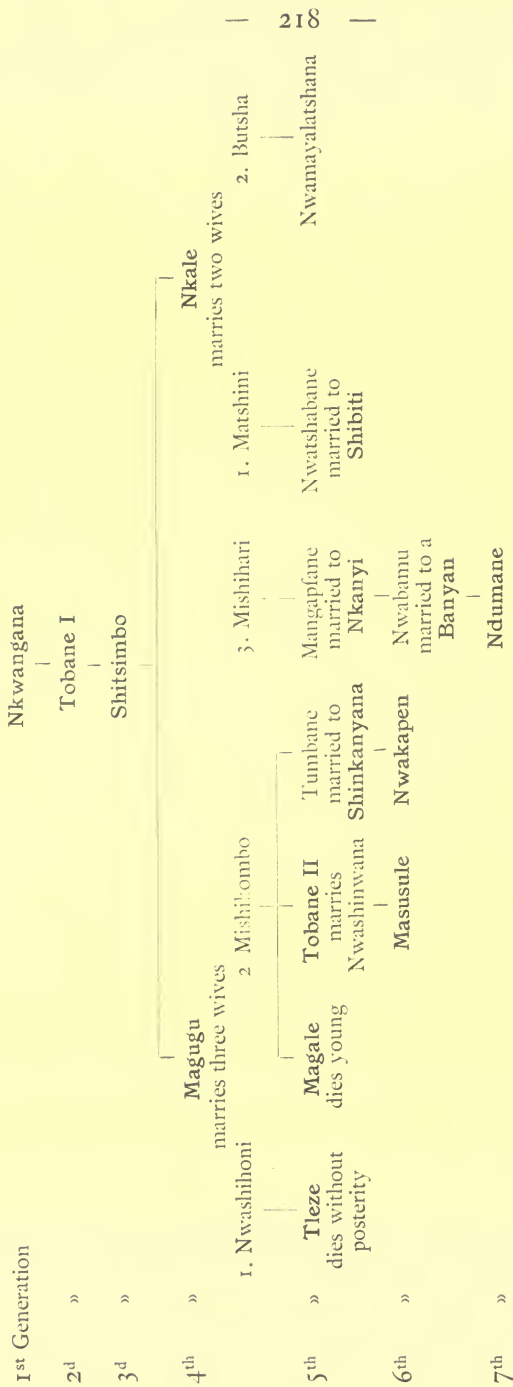 — 218 —
1st Generation Nkwangana
2d » Tobane I
3d » Shitsimbo
4th » Magugu Nkale
marries three wives marries two wives
1. Nwashihoni 2 Mishikombo 3. Mishihari 1. Matshini 2. Butsha
5th » Tleze Magale Tobane II Tumbane Mangapfane Nwatshabane Nwamayalatshana
dies without dies young marries married to married to married to
posterity Nwashinwana Shinkanyana Nkanyi Shibiti
6th » Masusule Nwakapen Nwabamu
married to a
Banyan
7th » Ndumane